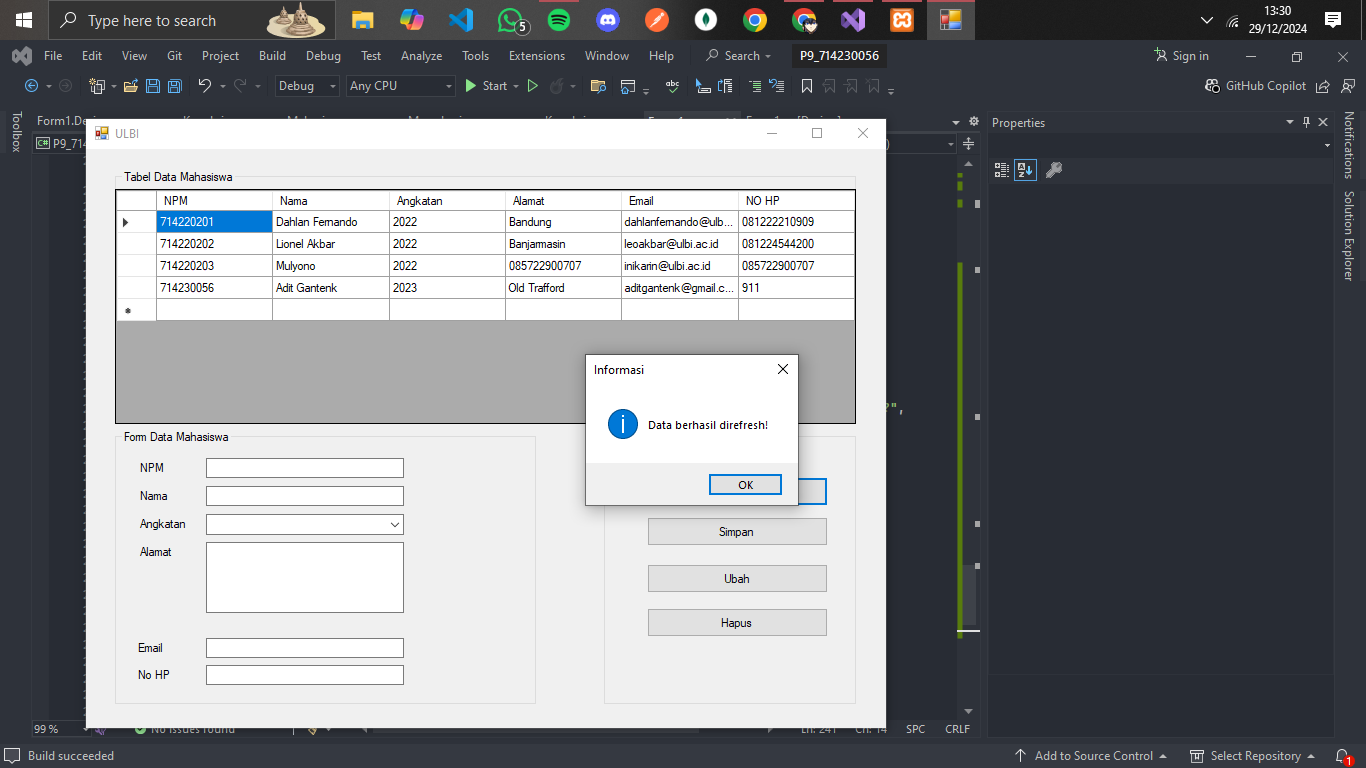 Type here to search
5
13:30
29/12/2024
File Edit View Git Project Build Debug Test Analyze Tools Extensions Window Help Search P9_714230056 Sign in
Debug Any CPU Start GitHub Copilot
Toolbox
ULBI
Properties
Notifications
Solution Explorer
Tabel Data Mahasiswa
NPM Nama Angkatan Alamat Email NO HP
714220201 Dahlan Fernando 2022 Bandung dahlanfernando@ulb... 081222210909
714220202 Lionel Akbar 2022 Banjarmasin leoakbar@ulbi.ac.id 081224544200
714220203 Mulyono 2022 085722900707 inikarin@ulbi.ac.id 085722900707
714230056 Adit Gantenk 2023 Old Trafford aditgantenk@gmail.c... 911
Informasi
Data berhasil direfresh!
OK
Form Data Mahasiswa
NPM
Nama
Angkatan
Alamat
Email
No HP
Simpan
Ubah
Hapus
99 % No issues found Ln: 241 Ch: 14 SPC CRLF
Build succeeded Add to Source Control Select Repository 1